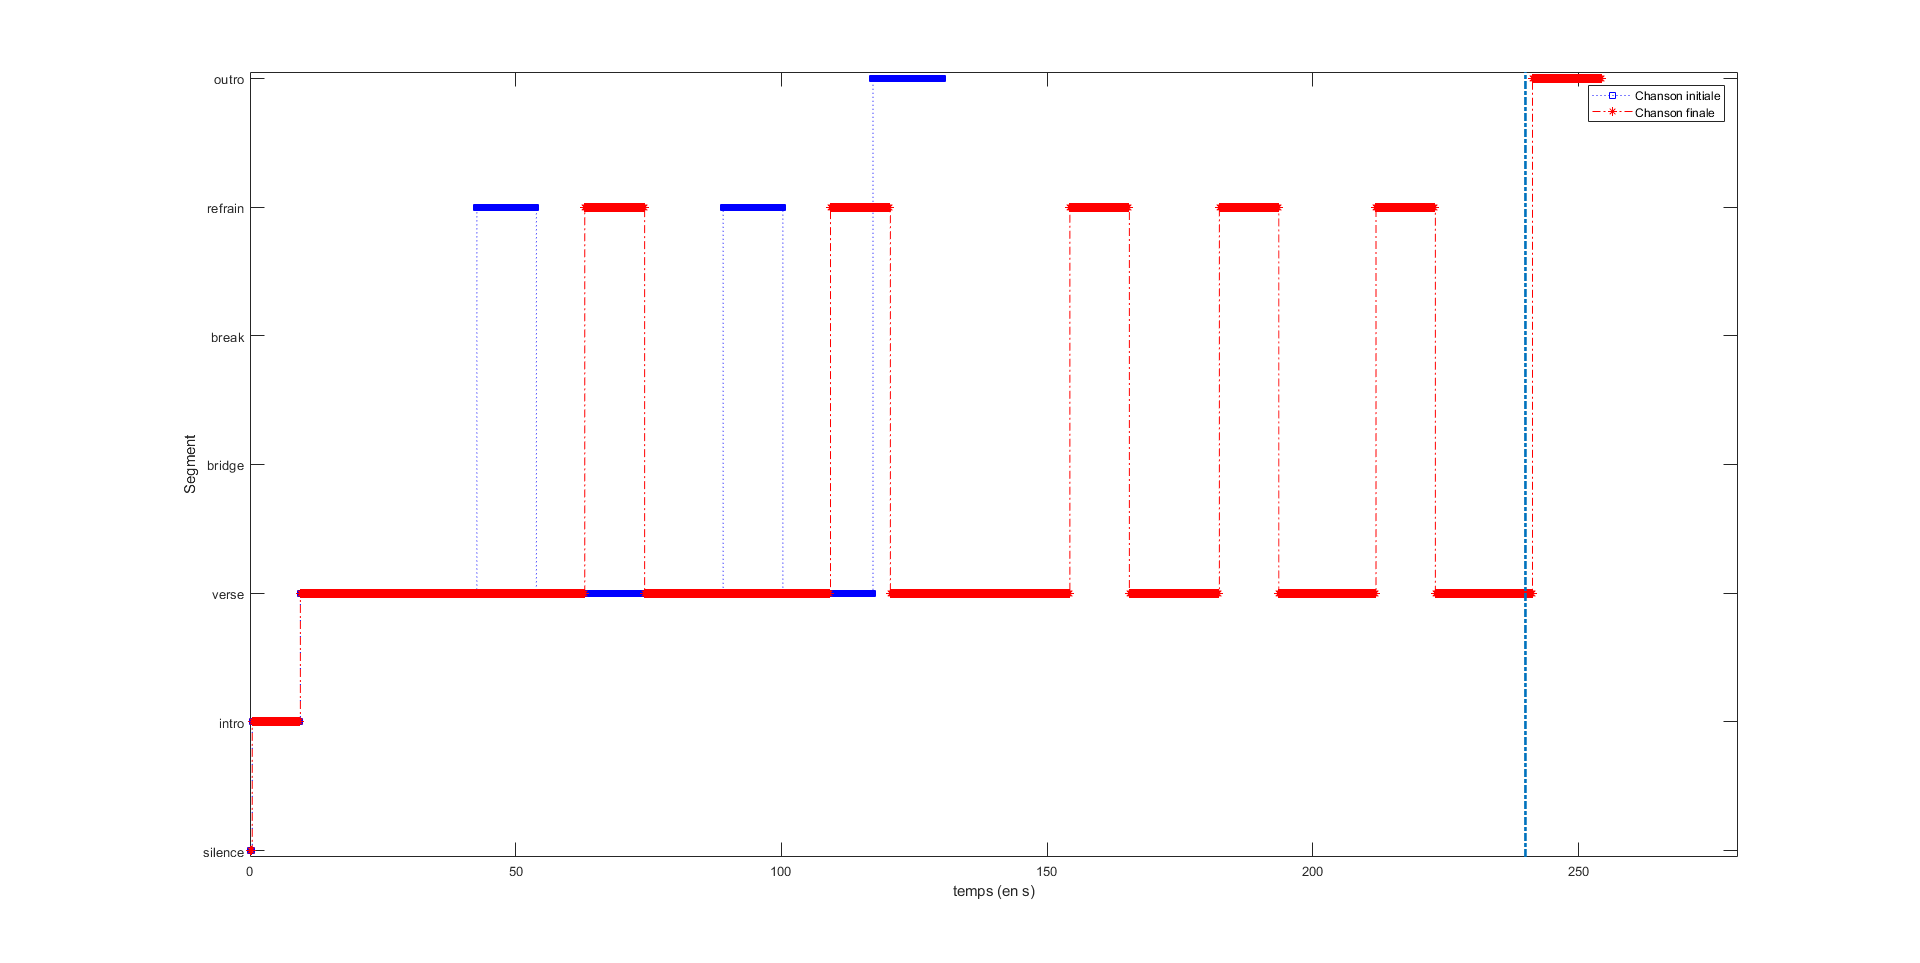 outro
refrain
break
bridge
verse
intro
silence
Segment
0 50 100 150 200 250
temps (en s)
Chanson initiale
Chanson finale